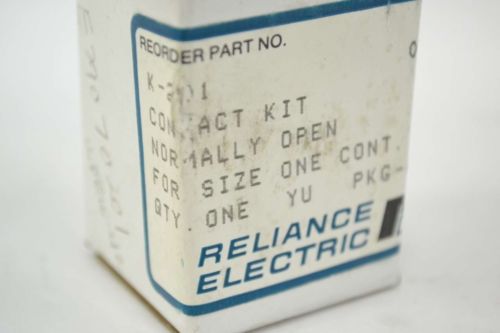 REORDER PART NO.
CONTACT KIT
NORMALLY OPEN
FOR SIZE ONE CONT.
QTY. ONE YU PKG-
RELIANCE
ELECTRIC